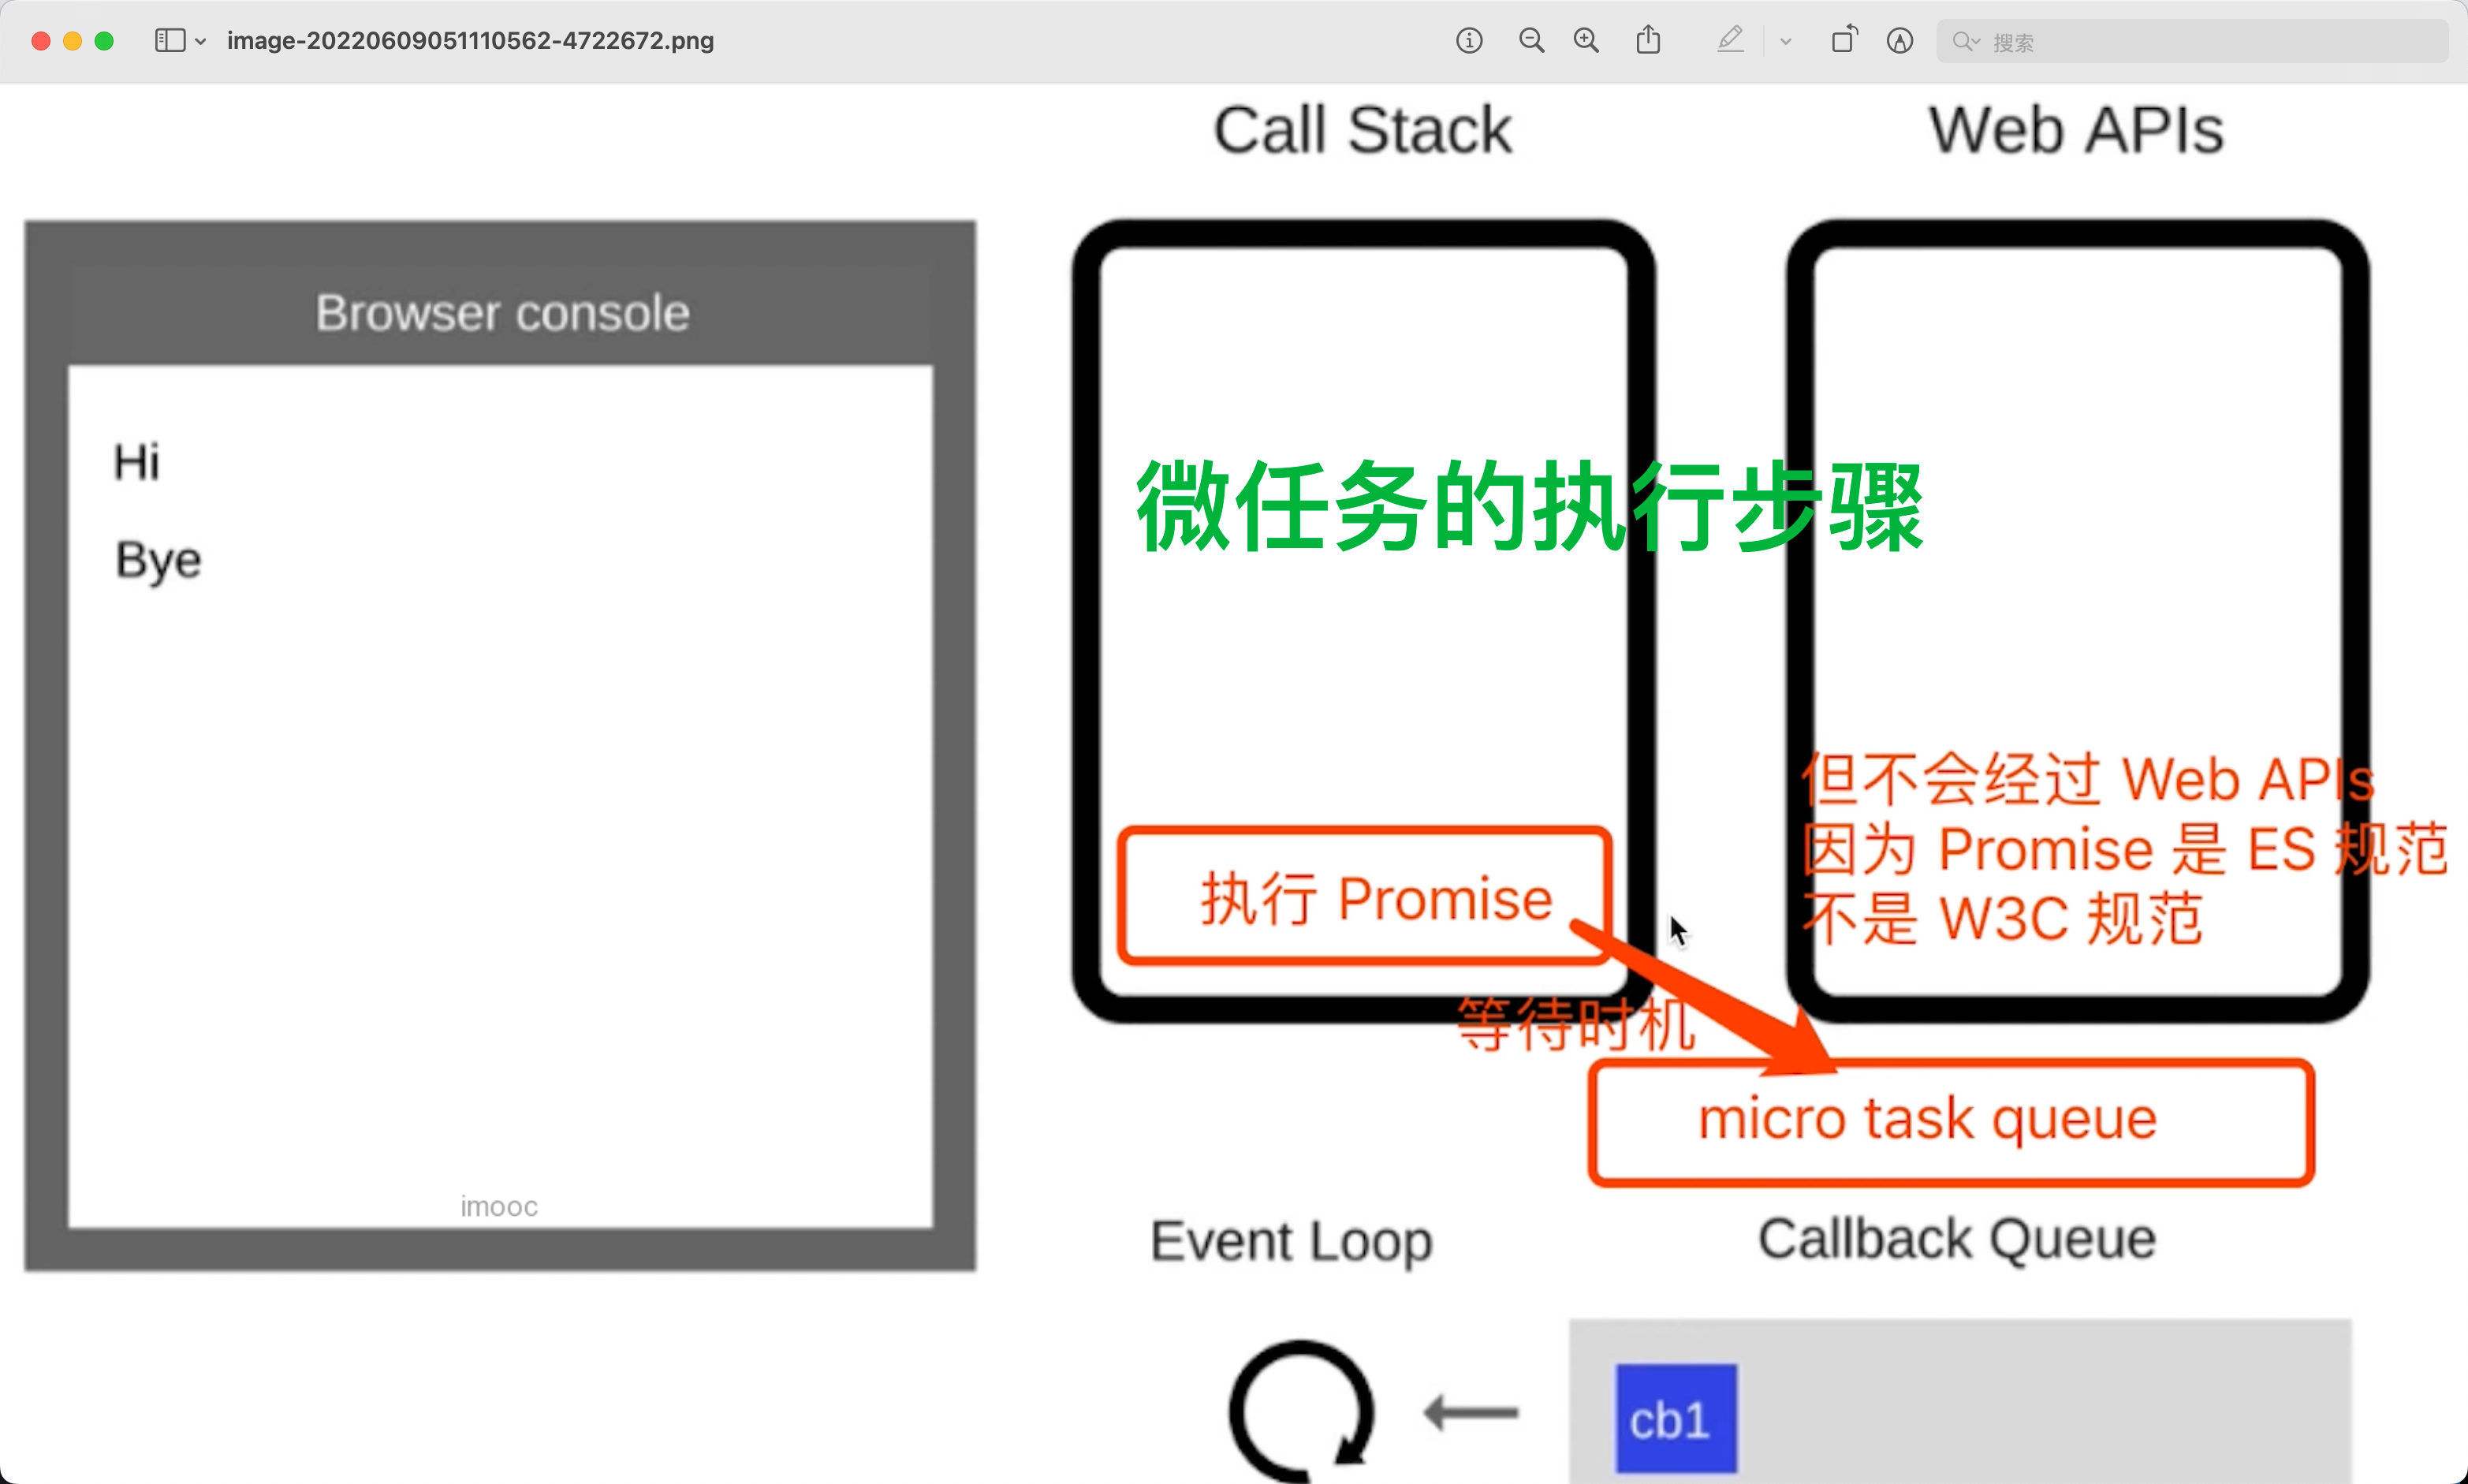 image-20220609051110562-4722672.png
搜索
Call Stack
Web APIs
Browser console
Hi
Bye
微任务的执行步骤
但不会经过 Web APIs
因为 Promise 是 ES 规范
不是 W3C 规范
执行 Promise
等待时机
micro task queue
imooc
Event Loop
Callback Queue
cb1